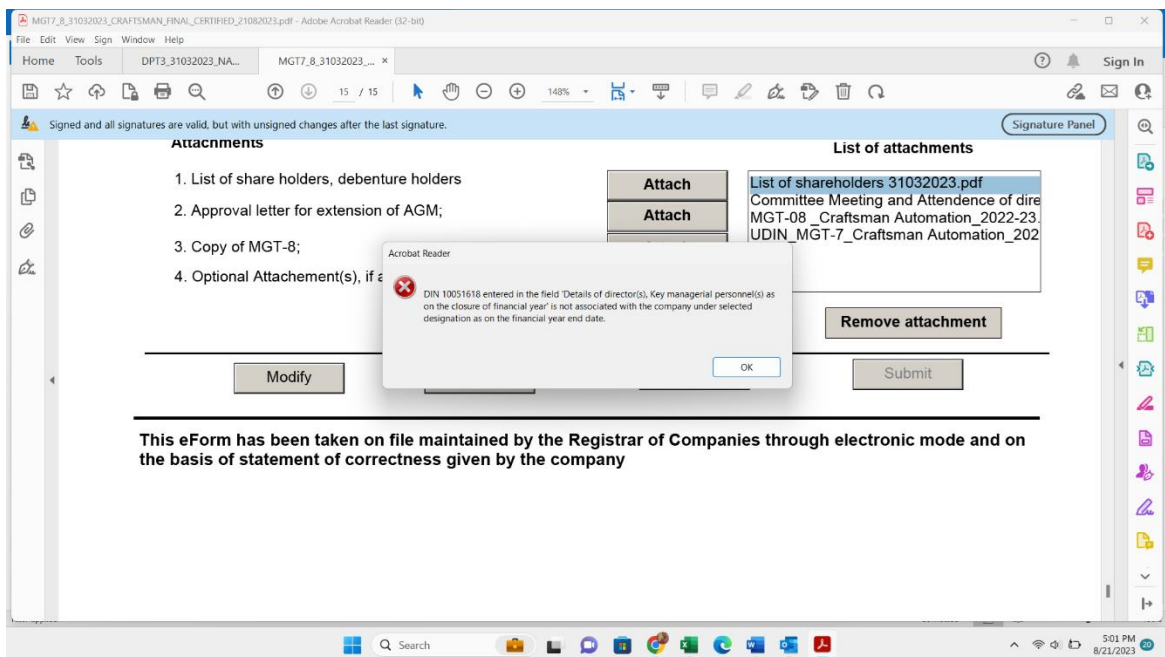 MGT7_8_31032023_CRAFTSMAN_FINAL_CERTIFIED_21082023.pdf - Adobe Acrobat Reader (32-bit)
File Edit View Sign Window Help
Home Tools DPT3_31032023_NA... MGT7_8_31032023_... × Sign In
15 / 15 148%
Signed and all signatures are valid, but with unsigned changes after the last signature. Signature Panel
Attachments List of attachments
1. List of share holders, debenture holders Attach List of shareholders 31032023.pdf
Committee Meeting and Attendence of dire
2. Approval letter for extension of AGM; Attach MGT-08 _Craftsman Automation_2022-23.
UDIN_MGT-7_Craftsman Automation_202
3. Copy of MGT-8;
4. Optional Attachement(s), if a
Acrobat Reader
DIN 10051618 entered in the field 'Details of director(s), Key managerial personnel(s) as
on the closure of financial year' is not associated with the company under selected
designation as on the financial year end date.
OK
Remove attachment
Modify Submit
This eForm has been taken on file maintained by the Registrar of Companies through electronic mode and on
the basis of statement of correctness given by the company
Search
5:01 PM
8/21/2023 20